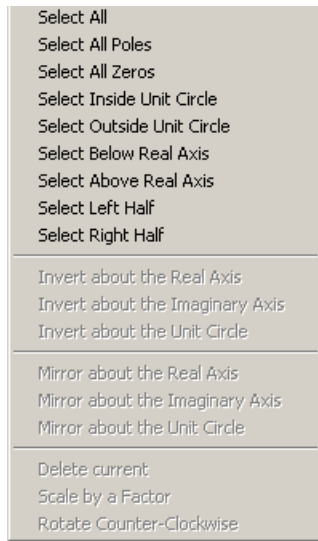 Select All
Select All Poles
Select All Zeros
Select Inside Unit Circle
Select Outside Unit Circle
Select Below Real Axis
Select Above Real Axis
Select Left Half
Select Right Half
Invert about the Real Axis
Invert about the Imaginary Axis
Invert about the Unit Circle
Mirror about the Real Axis
Mirror about the Imaginary Axis
Mirror about the Unit Circle
Delete current
Scale by a Factor
Rotate Counter-Clockwise